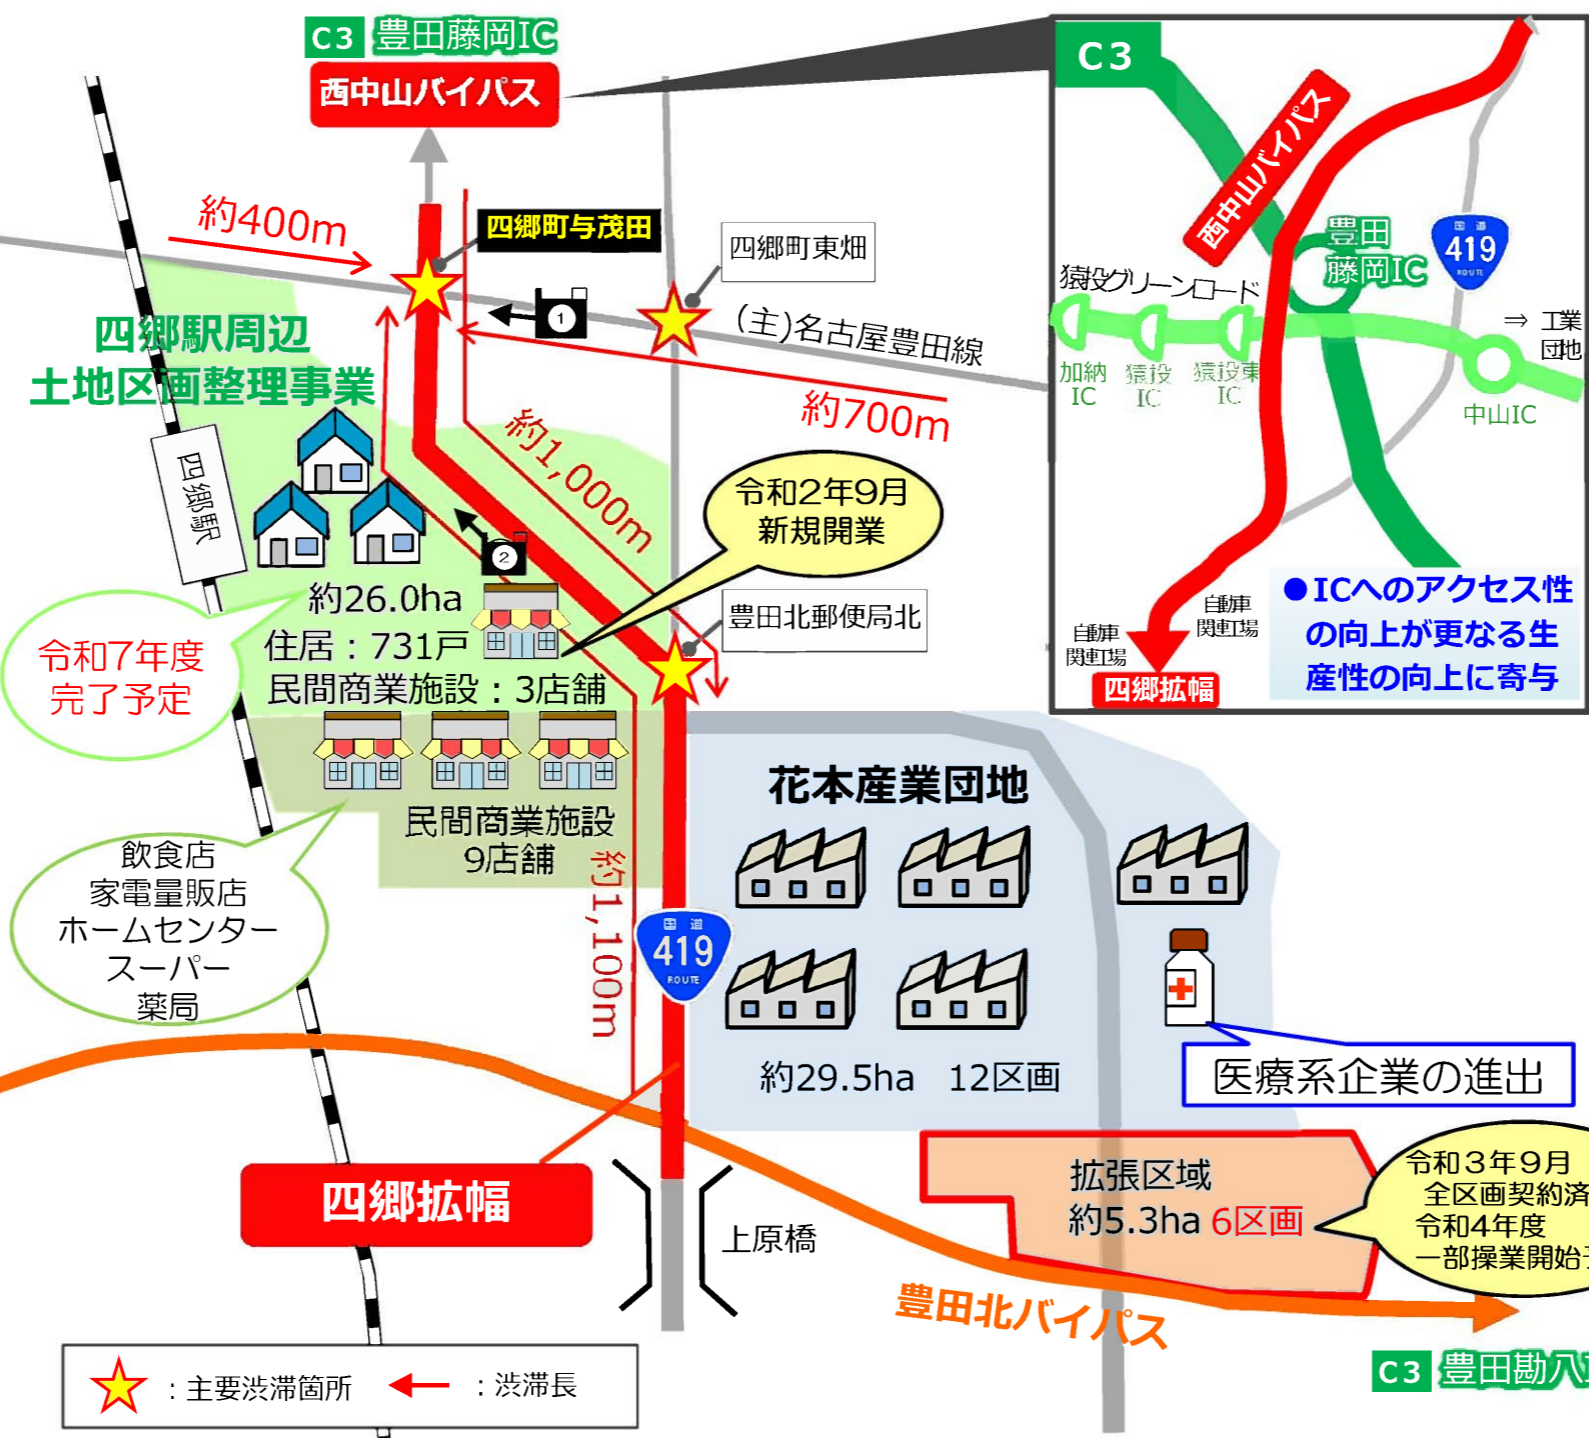 C3 豊田藤岡IC
西中山バイパス
約400m
四郷町与茂田
四郷町東畑
(主)名古屋豊田線
1
約700m
四郷駅周辺
土地区画整理事業
四郷駅
約1,000m
2
令和2年9月
新規開業
約26.0ha
住居：731戸
民間商業施設：3店舗
令和7年度
完了予定
豊田北郵便局北
民間商業施設
9店舗
飲食店
家電量販店
ホームセンター
スーパー
薬局
約1,100m
国道
419
ROUTE
花本産業団地
約29.5ha 12区画
医療系企業の進出
拡張区域
約5.3ha 6区画
令和3年9月
全区画契約済
令和4年度
一部操業開始
四郷拡幅
上原橋
豊田北バイパス
C3 豊田勘八
：主要渋滞箇所
：渋滞長
C3
西中山バイパス
豊田
藤岡IC
国道
419
ROUTE
猿投グリーンロード
⇒ 工業
団地
加納
IC
猿投
IC
猿投東
IC
中山IC
自動車
関連工場
自動車
関連工場
四郷拡幅
●ICへのアクセス性
の向上が更なる生
産性の向上に寄与